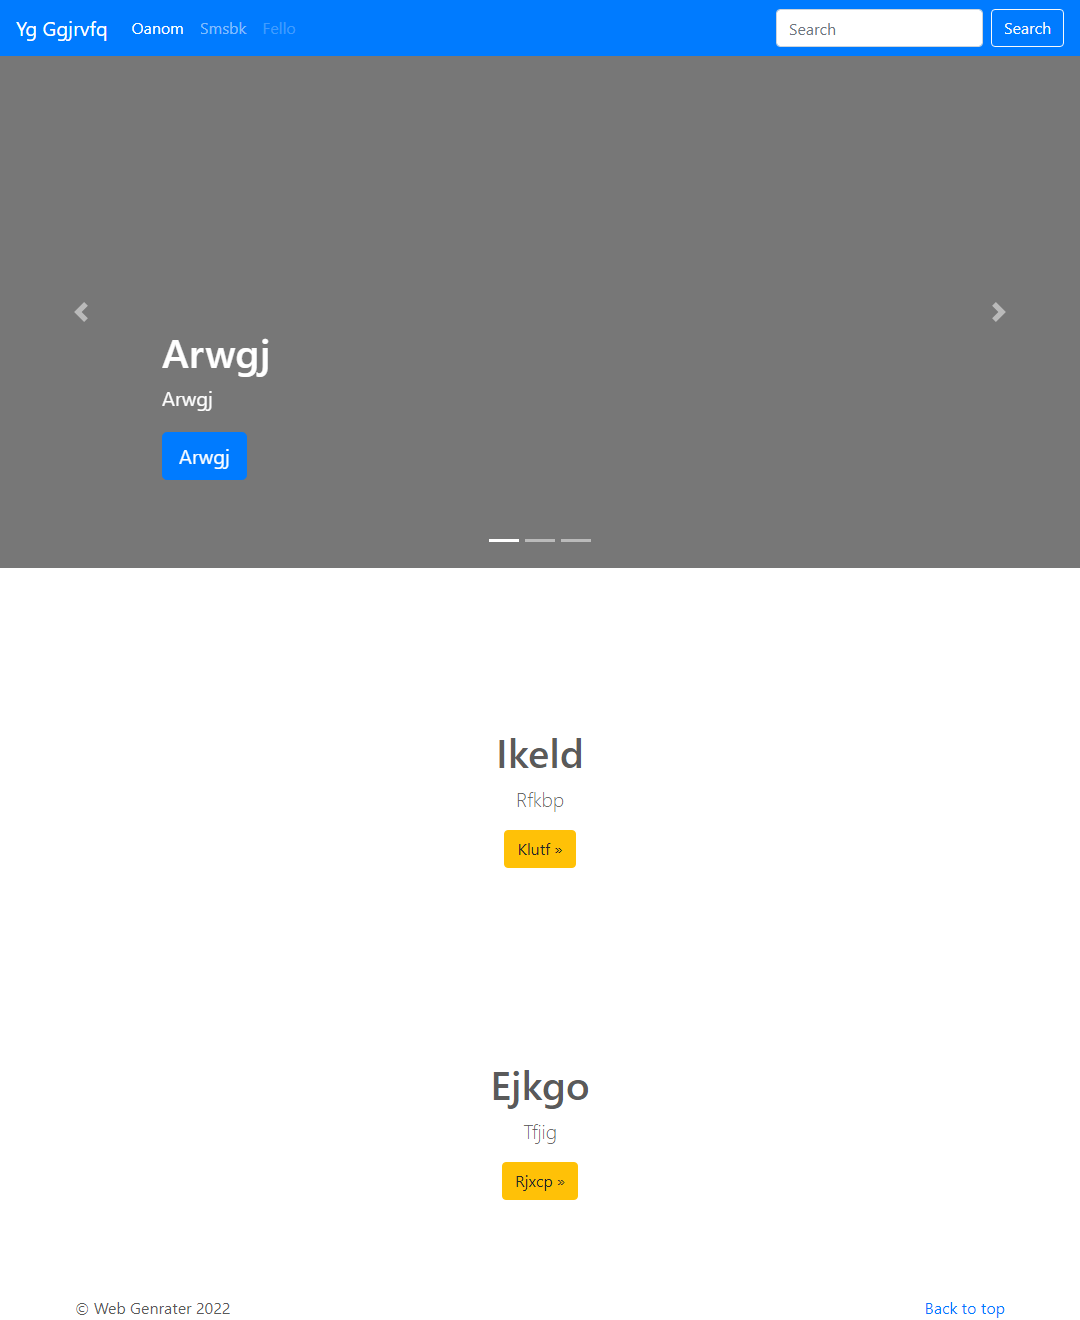 Yg Ggjrvfq Oanom Smsbk Fello Search Search
Arwgj
Arwgj
Arwgj
Ikeld
Rfkbp
Klutf »
Ejkgo
Tfjig
Rjxcp »
© Web Genrater 2022 Back to top